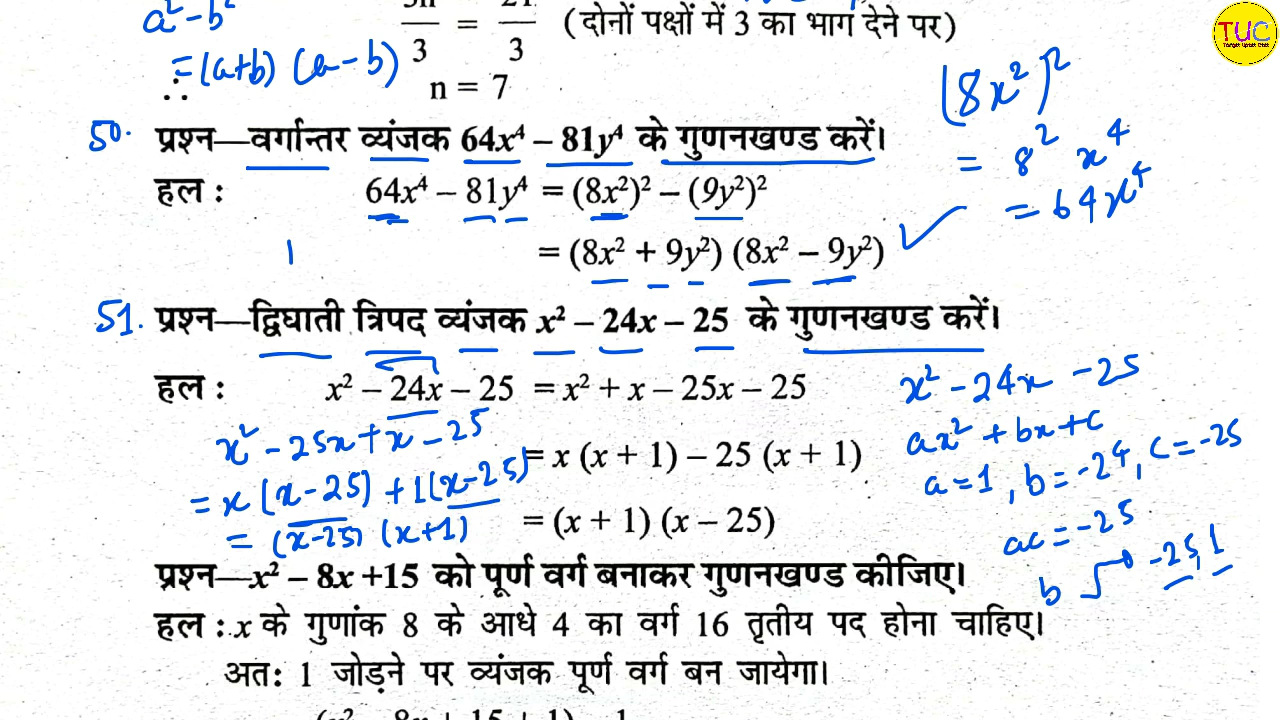 a² – b²
3n/3 = 21/3 (दोनों पक्षों में 3 का भाग देने पर)
= (a+b) (a – b)
∴ n = 7
(8x²)²
= 8² x⁴
= 64x⁴
50. प्रश्न—वर्गान्तर व्यंजक 64x⁴ – 81y⁴ के गुणनखण्ड करें।
हल : 64x⁴ – 81y⁴ = (8x²)² – (9y²)²
= (8x² + 9y²) (8x² – 9y²)
51. प्रश्न—द्विघाती त्रिपद व्यंजक x² – 24x – 25 के गुणनखण्ड करें।
हल : x² – 24x – 25 = x² + x – 25x – 25
= x (x + 1) – 25 (x + 1)
= (x + 1) (x – 25)
x² – 25x + x – 25
= x (x – 25) + 1(x – 25)
= (x – 25) (x + 1)
x² – 24x – 25
ax² + bx + c
a = 1, b = -24, c = -25
ac = -25
b -25, 1
प्रश्न—x² – 8x +15 को पूर्ण वर्ग बनाकर गुणनखण्ड कीजिए।
हल : x के गुणांक 8 के आधे 4 का वर्ग 16 तृतीय पद होना चाहिए।
अत: 1 जोड़ने पर व्यंजक पूर्ण वर्ग बन जायेगा।
(x² – 8x + 15 + 1) – 1
TUC